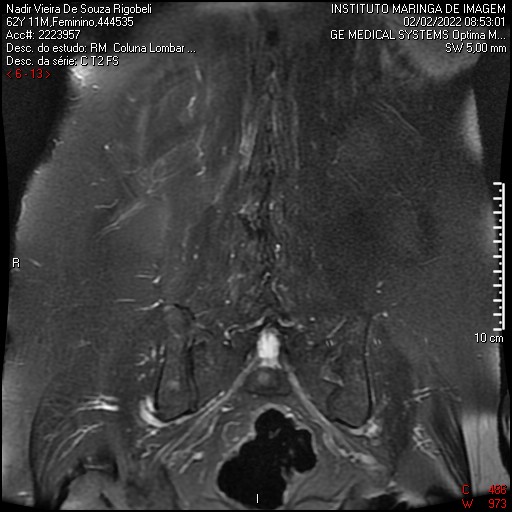 Nadir Vieira De Souza Rigobeli
62Y 11M,Feminino,444535
Acc#: 2223957
Desc. do estudo: RM Coluna Lombar ...
Desc. da série: C T2 FS
< 6 - 13 >
INSTITUTO MARINGA DE IMAGEM
02/02/2022 08:53:01
GE MEDICAL SYSTEMS Optima M...
SW 5,00 mm
R
10 cm
I
C 486
W 973